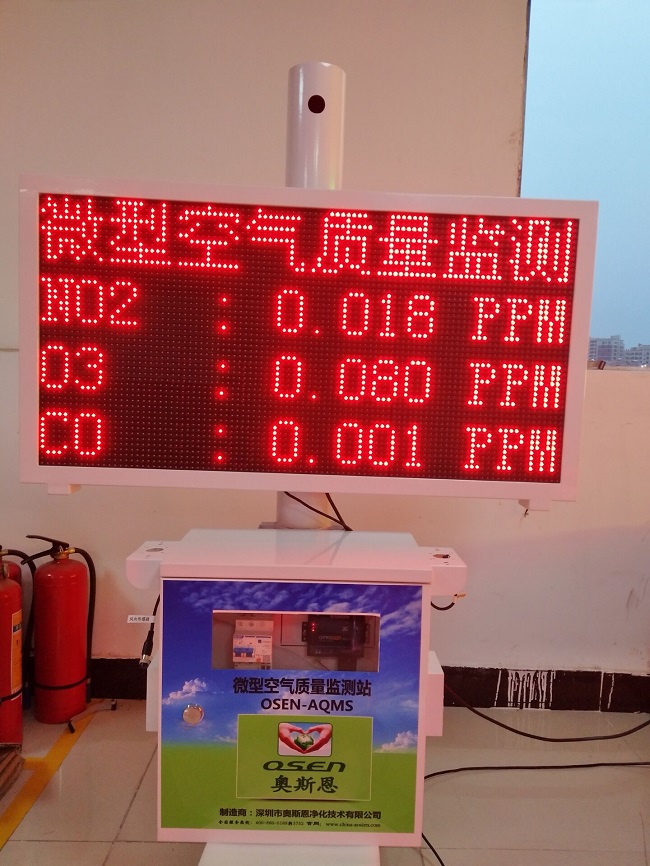 微型空气质量监测
NO2 : 0.018 PPM
O3 : 0.080 PPM
CO : 0.001 PPM
微型空气质量监测站
OSEN-AQMS
OSEN
奥斯恩
制造商：深圳市奥斯恩净化技术有限公司